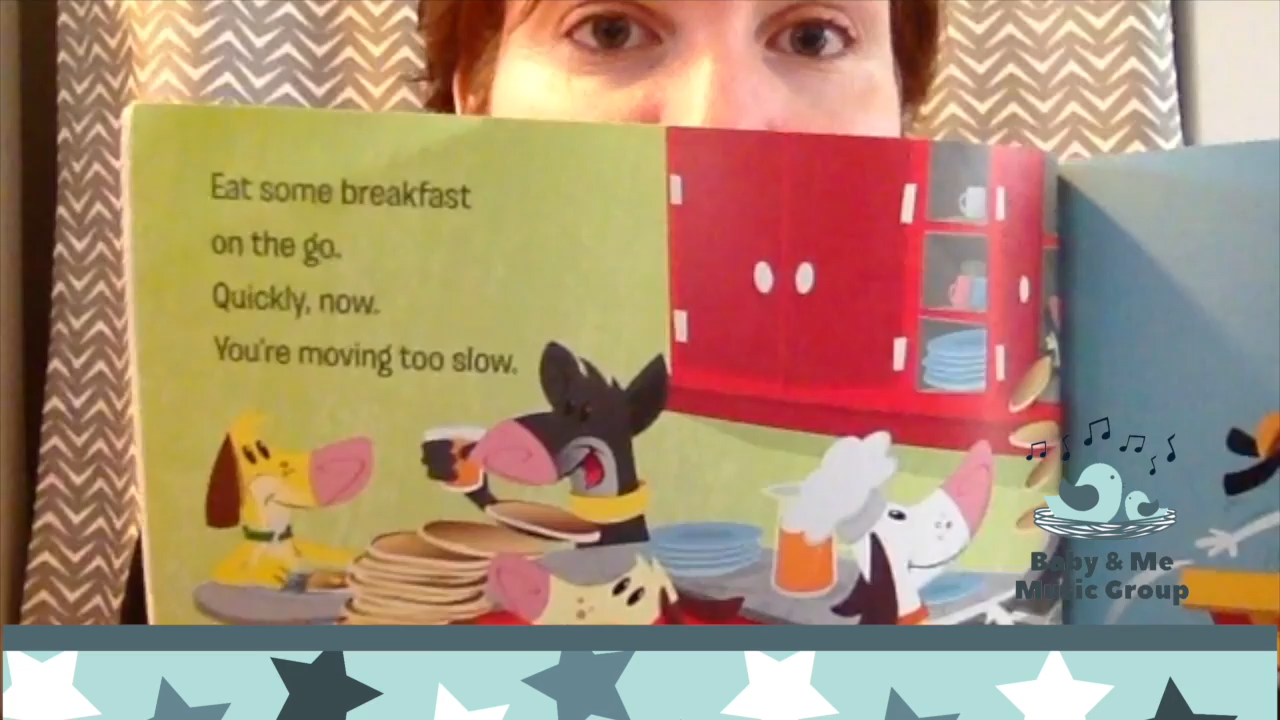 Eat some breakfast
on the go.
Quickly, now.
You're moving too slow.
Baby & Me
Music Group